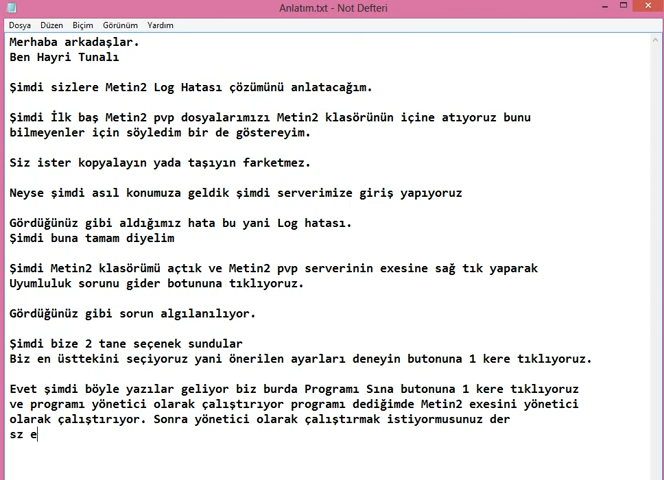 Anlatım.txt - Not Defteri
Dosya Düzen Biçim Görünüm Yardım
Merhaba arkadaşlar.
Ben Hayri Tunalı
Şimdi sizlere Metin2 Log Hatası çözümünü anlatacağım.
Şimdi İlk baş Metin2 pvp dosyalarımızı Metin2 klasörünün içine atıyoruz bunu
bilmeyenler için söyledim bir de göstereyim.
Siz ister kopyalayın yada taşıyın farketmez.
Neyse şimdi asıl konumuza geldik şimdi serverimize giriş yapıyoruz
Gördüğünüz gibi aldığımız hata bu yani Log hatası.
Şimdi buna tamam diyelim
Şimdi Metin2 klasörümü açtık ve Metin2 pvp serverinin exesine sağ tık yaparak
Uyumluluk sorunu gider botununa tıklıyoruz.
Gördüğünüz gibi sorun algılanılıyor.
Şimdi bize 2 tane seçenek sundular
Biz en üsttekini seçiyoruz yani önerilen ayarları deneyin butonuna 1 kere tıklıyoruz.
Evet şimdi böyle yazılar geliyor biz burda Programı Sına butonuna 1 kere tıklıyoruz
ve programı yönetici olarak çalıştırıyor programı dediğimde Metin2 exesini yönetici
olarak çalıştırıyor. Sonra yönetici olarak çalıştırmak istiyormusunuz der
sz e